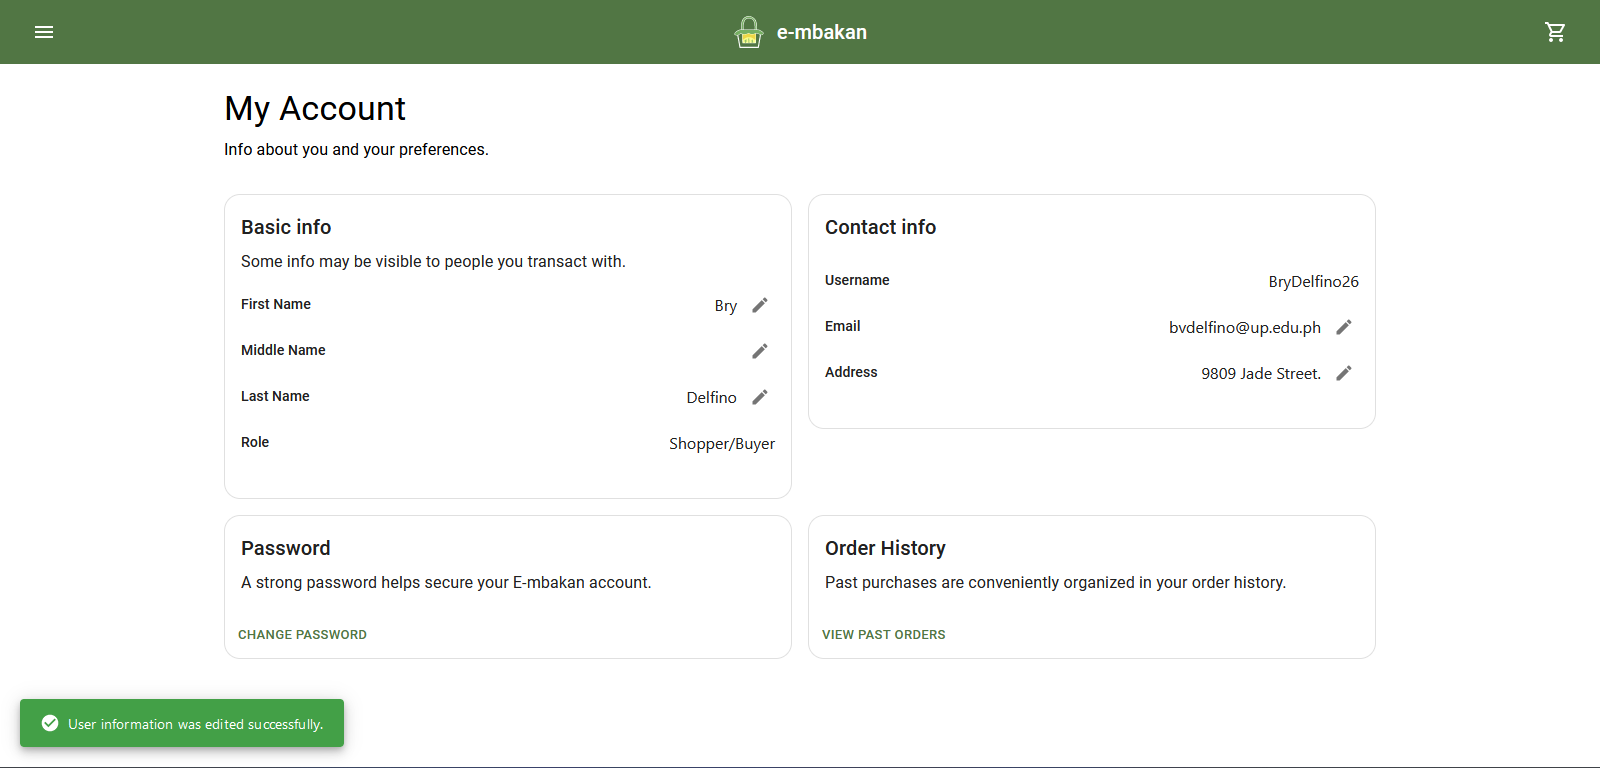 e-mbakan
My Account
Info about you and your preferences.
Basic info
Some info may be visible to people you transact with.
First Name Bry
Middle Name
Last Name Delfino
Role Shopper/Buyer
Contact info
Username BryDelfino26
Email bvdelfino@up.edu.ph
Address 9809 Jade Street.
Password
A strong password helps secure your E-mbakan account.
CHANGE PASSWORD
Order History
Past purchases are conveniently organized in your order history.
VIEW PAST ORDERS
User information was edited successfully.